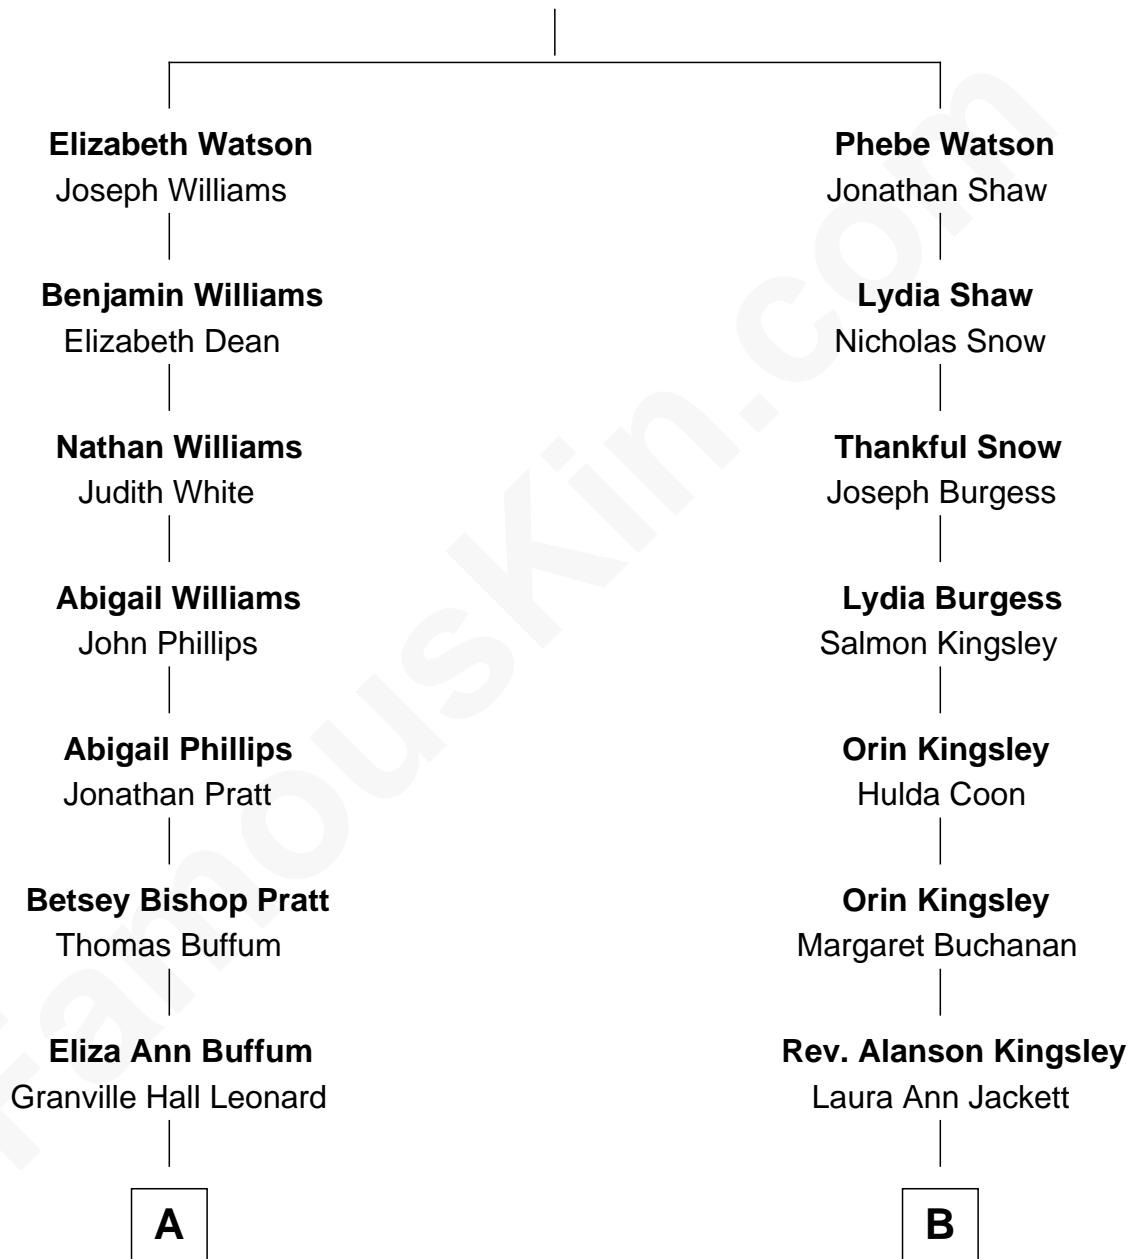 Elizabeth Watson
Joseph Williams
Benjamin Williams
Elizabeth Dean
Nathan Williams
Judith White
Abigail Williams
John Phillips
Abigail Phillips
Jonathan Pratt
Betsey Bishop Pratt
Thomas Buffum
Eliza Ann Buffum
Granville Hall Leonard
A
Phebe Watson
Jonathan Shaw
Lydia Shaw
Nicholas Snow
Thankful Snow
Joseph Burgess
Lydia Burgess
Salmon Kingsley
Orin Kingsley
Hulda Coon
Orin Kingsley
Margaret Buchanan
Rev. Alanson Kingsley
Laura Ann Jackett
B
FamousKin.com